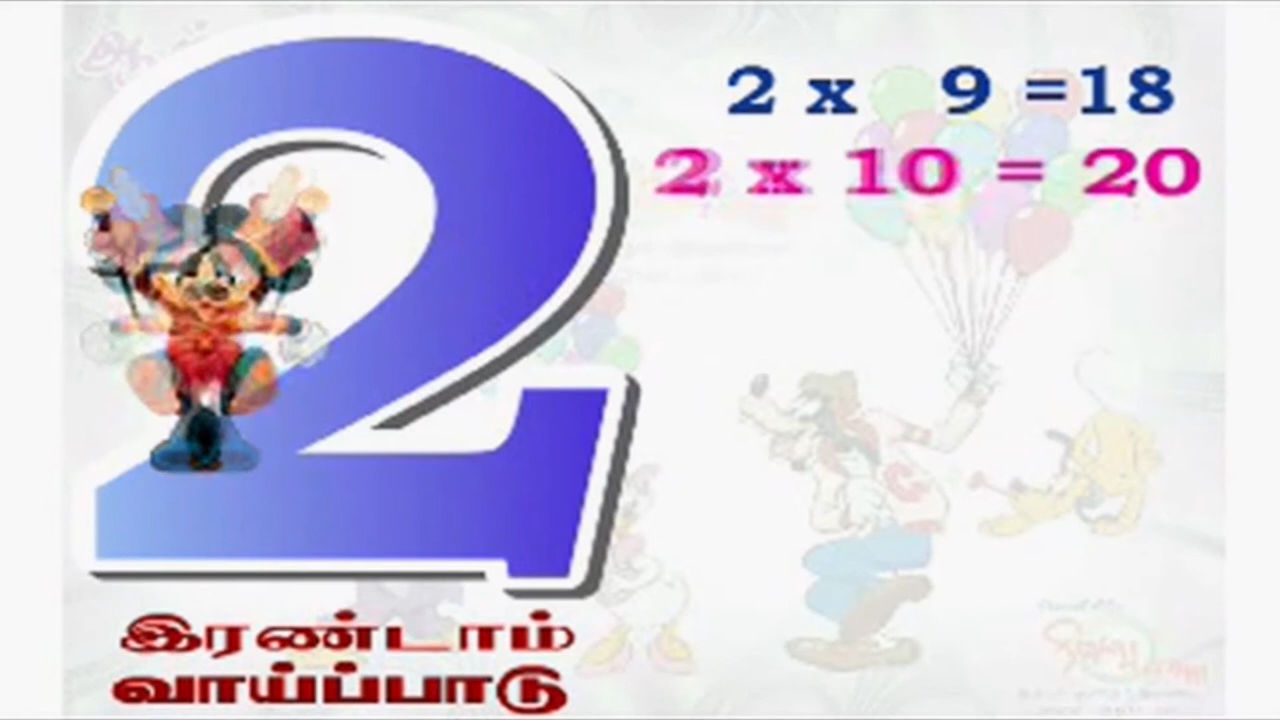 2
2 x 9 =18
2 x 10 = 20
இரண்டாம்
வாய்ப்பாடு